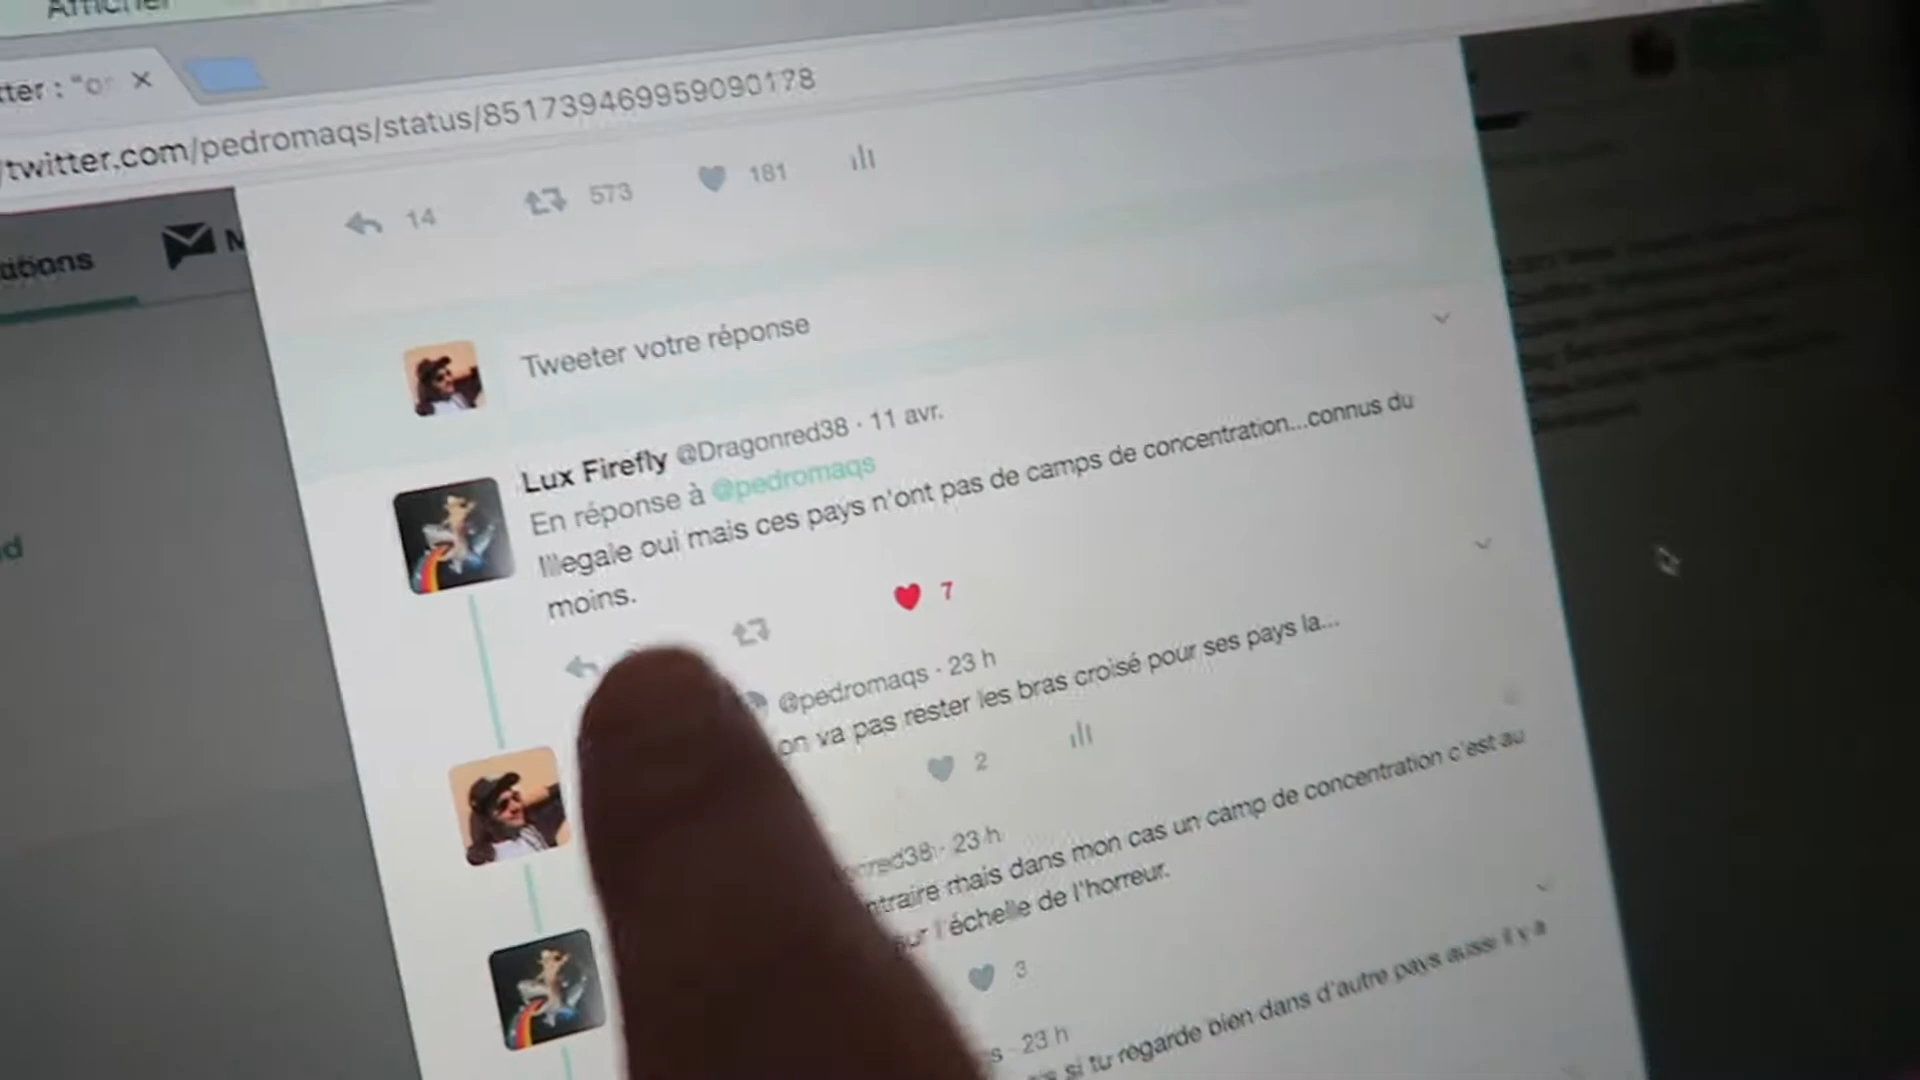 Afficher
tter : "or ×
/twitter.com/pedromaqs/status/851739469959090178
14 573 181
ations M
Tweeter votre réponse
Lux Firefly @Dragonred38 · 11 avr.
En réponse à @pedromaqs
Illegale oui mais ces pays n'ont pas de camps de concentration...connus du
moins.
7
@pedromaqs · 23 h
on va pas rester les bras croisé pour ses pays la...
2
nred38 · 23 h
ntraire mais dans mon cas un camp de concentration c'est au
sur l'échelle de l'horreur.
3
s · 23 h
si tu regarde bien dans d'autre pays aussi il y a